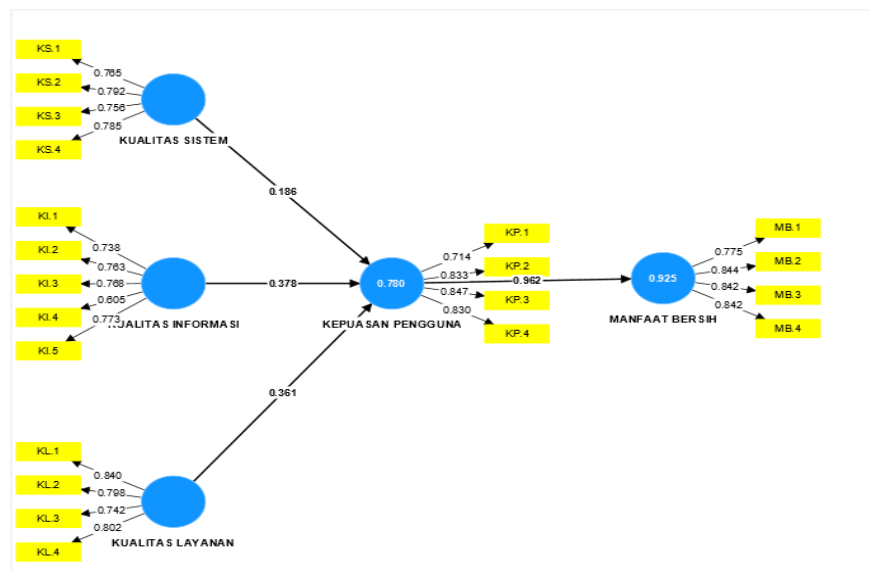 KS.1
KS.2
KS.3
KS.4
0.765
0.792
0.756
0.785
KUALITAS SISTEM
0.186
KI.1
KI.2
KI.3
KI.4
KI.5
0.738
0.763
0.768
0.605
0.773
KUALITAS INFORMASI
0.378
KL.1
KL.2
KL.3
KL.4
0.840
0.798
0.742
0.802
KUALITAS LAYANAN
0.361
0.780
KEPUASAN PENGGUNA
0.714
0.833
0.847
0.830
KP.1
KP.2
KP.3
KP.4
0.962
0.925
MANFAAT BERSIH
0.775
0.844
0.842
0.842
MB.1
MB.2
MB.3
MB.4